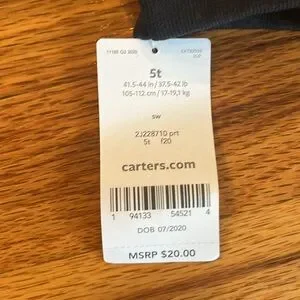 5t
41.5-44 in / 37.5-42 lb
105-112 cm / 17-19,1 kg
sw
2J228710 prt
5t f20
carters.com
1 94133 54521 4
DOB 07/2020
MSRP $20.00